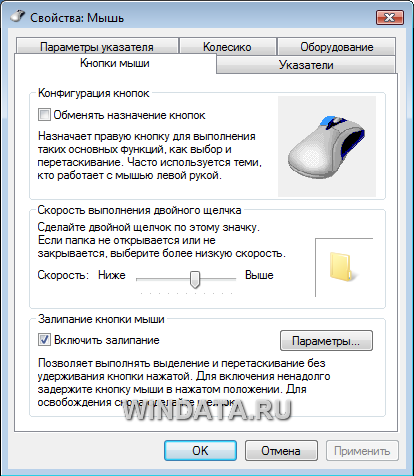 Свойства: Мышь
Параметры указателя
Колесико
Оборудование
Кнопки мыши
Указатели
Конфигурация кнопок
Обменять назначение кнопок
Назначает правую кнопку для выполнения
таких основных функций, как выбор и
перетаскивание. Часто используется теми,
кто работает с мышью левой рукой.
Скорость выполнения двойного щелчка
Сделайте двойной щелчок по этому значку.
Если папка не открывается или не
закрывается, выберите более низкую скорость.
Скорость: Ниже Выше
Залипание кнопки мыши
Включить залипание
Параметры...
Позволяет выполнять выделение и перетаскивание без
удерживания кнопки нажатой. Для включения ненадолго
задержите кнопку мыши в нажатом положении. Для
освобождения снова сделайте щелчок.
WINDATA.RU
OK
Отмена
Применить